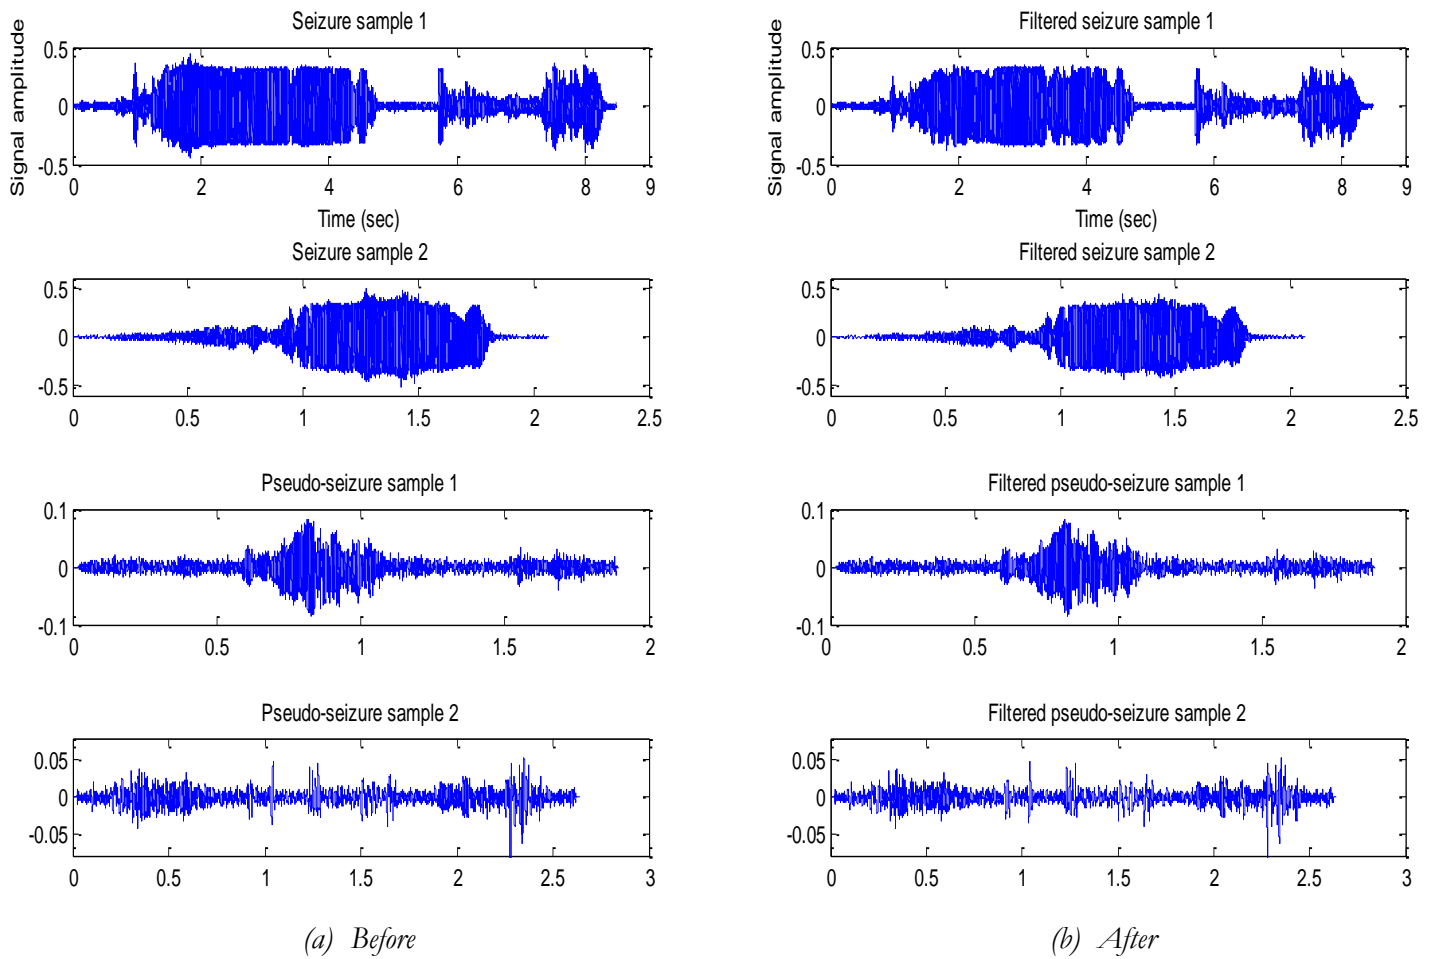 Seizure sample 1
Signal amplitude
0.5
0
-0.5
0 2 4 6 8 9
Time (sec)
Seizure sample 2
0.5
0
-0.5
0 0.5 1 1.5 2 2.5
Pseudo-seizure sample 1
0.1
0
-0.1
0 0.5 1 1.5 2
Pseudo-seizure sample 2
0.05
0
-0.05
0 0.5 1 1.5 2 2.5 3
(a) Before
Filtered seizure sample 1
Signal amplitude
0.5
0
-0.5
0 2 4 6 8 9
Time (sec)
Filtered seizure sample 2
0.5
0
-0.5
0 0.5 1 1.5 2 2.5
Filtered pseudo-seizure sample 1
0.1
0
-0.1
0 0.5 1 1.5 2
Filtered pseudo-seizure sample 2
0.05
0
-0.05
0 0.5 1 1.5 2 2.5 3
(b) After